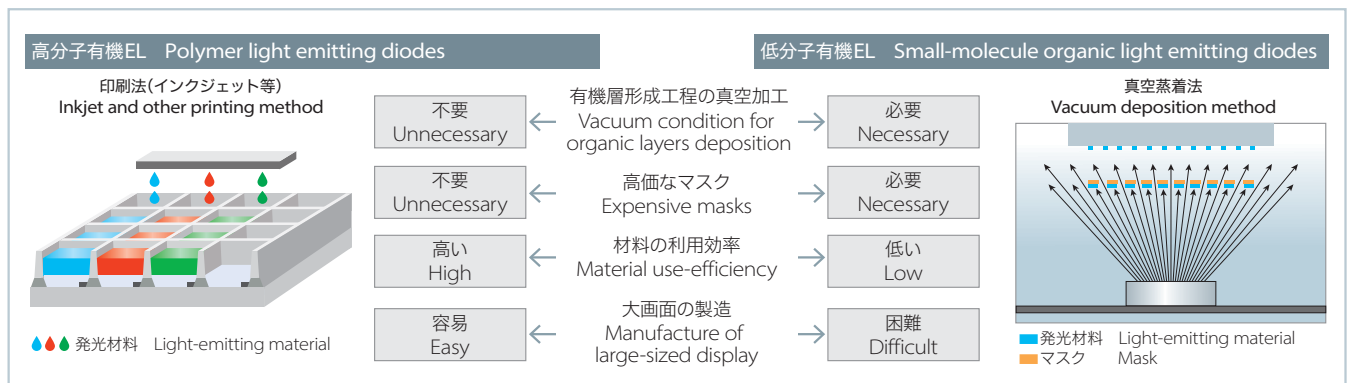 高分子有機EL Polymer light emitting diodes
低分子有機EL Small-molecule organic light emitting diodes
印刷法(インクジェット等)
Inkjet and other printing method
不要
Unnecessary
有機層形成工程の真空加工
Vacuum condition for
organic layers deposition
必要
Necessary
不要
Unnecessary
高価なマスク
Expensive masks
必要
Necessary
高い
High
材料の利用効率
Material use-efficiency
低い
Low
容易
Easy
大画面の製造
Manufacture of
large-sized display
困難
Difficult
発光材料 Light-emitting material
真空蒸着法
Vacuum deposition method
発光材料 Light-emitting material
マスク Mask